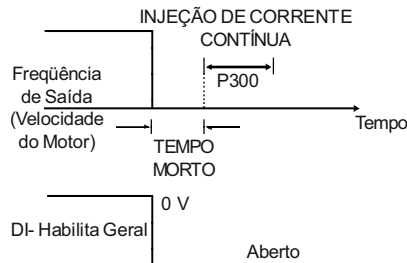 INJEÇÃO DE CORRENTE
CONTÍNUA
P300
Freqüência
de Saída
(Velocidade
do Motor)
Tempo
TEMPO
MORTO
0 V
DI- Habilita Geral
Aberto